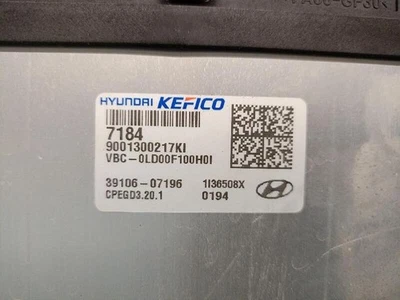 HYUNDAI KEFICO
7184
9001300217KI
VBC-0LD00F100H0I
39106-07196 1I36508X
CPEGD3.20.1 0194